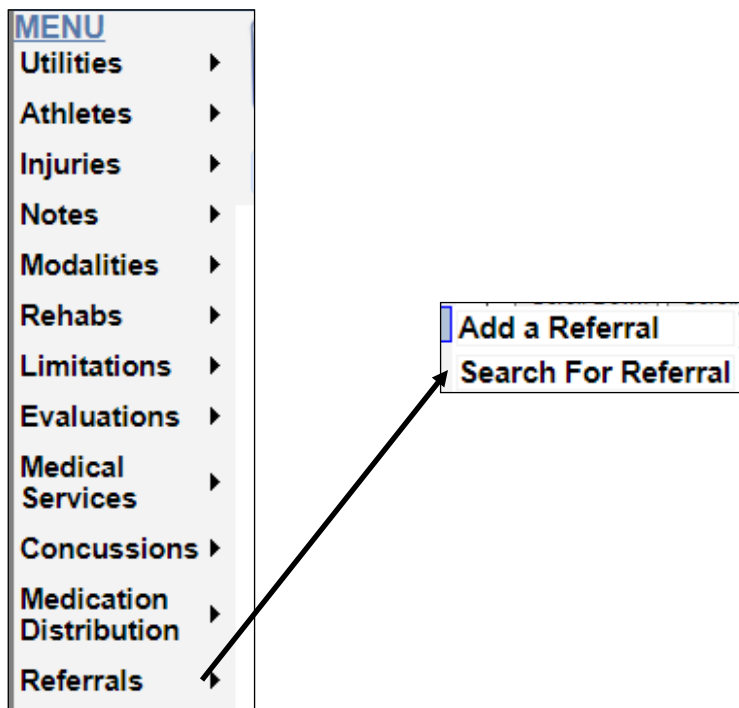 MENU
Utilities
Athletes
Injuries
Notes
Modalities
Rehabs
Limitations
Evaluations
Medical
Services
Concussions
Medication
Distribution
Referrals
Add a Referral
Search For Referral